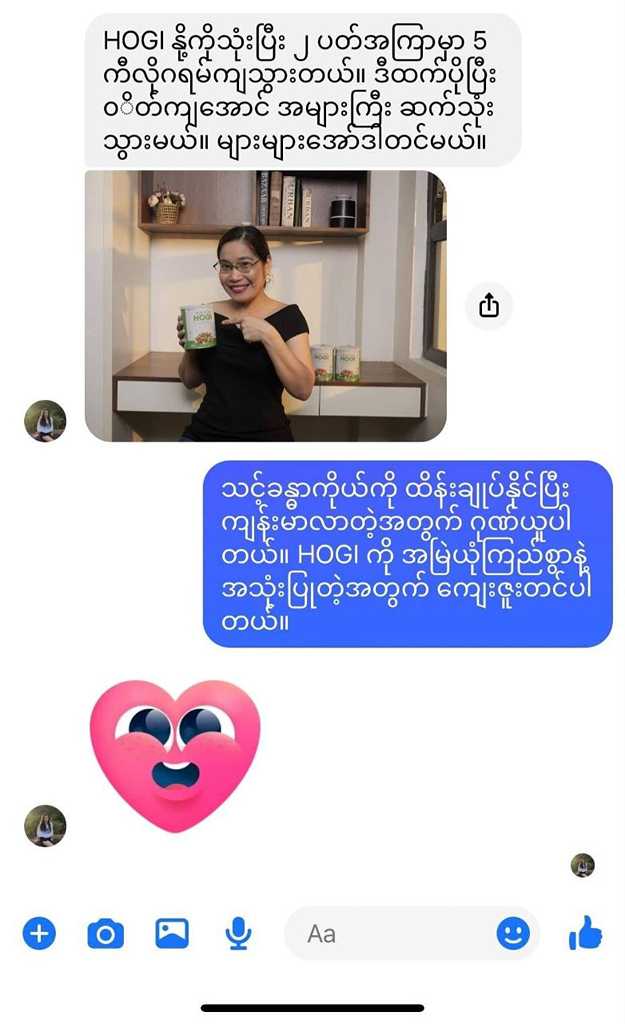 HOGI နို့ကိုသုံးပြီး ၂ ပတ်အကြာမှာ 5
ကီလိုဂရမ်ကျသွားတယ်။ ဒီထက်ပိုပြီး
ဝိတ်ကျအောင် အများကြီး ဆက်သုံး
သွားမယ်။ များများအော်ဒါတင်မယ်။
URBAN
HOGI
HOGI
HOGI
သင့်ခန္ဓာကိုယ်ကို ထိန်းချုပ်နိုင်ပြီး
ကျန်းမာလာတဲ့အတွက် ဂုဏ်ယူပါ
တယ်။ HOGI ကို အမြဲယုံကြည်စွာနဲ့
အသုံးပြုတဲ့အတွက် ကျေးဇူးတင်ပါ
တယ်။
Aa